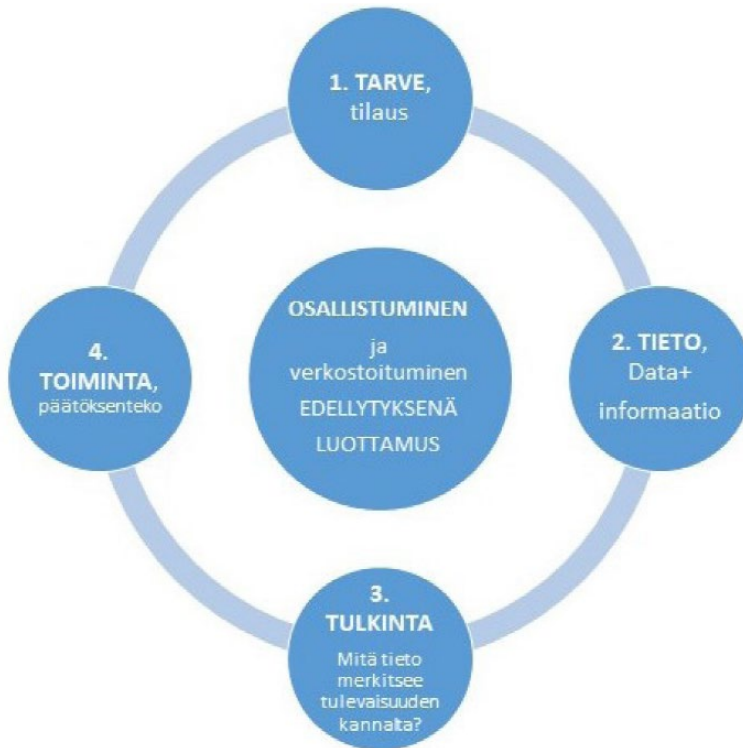 1. TARVE,
tilaus
OSALLISTUMINEN
ja
verkostoituminen
EDELLYTYKSENÄ
LUOTTAMUS
2. TIETO,
Data+
informaatio
3.
TULKINTA
Mitä tieto
merkitsee
tulevaisuuden
kannalta?
4.
TOIMINTA,
päätöksenteko